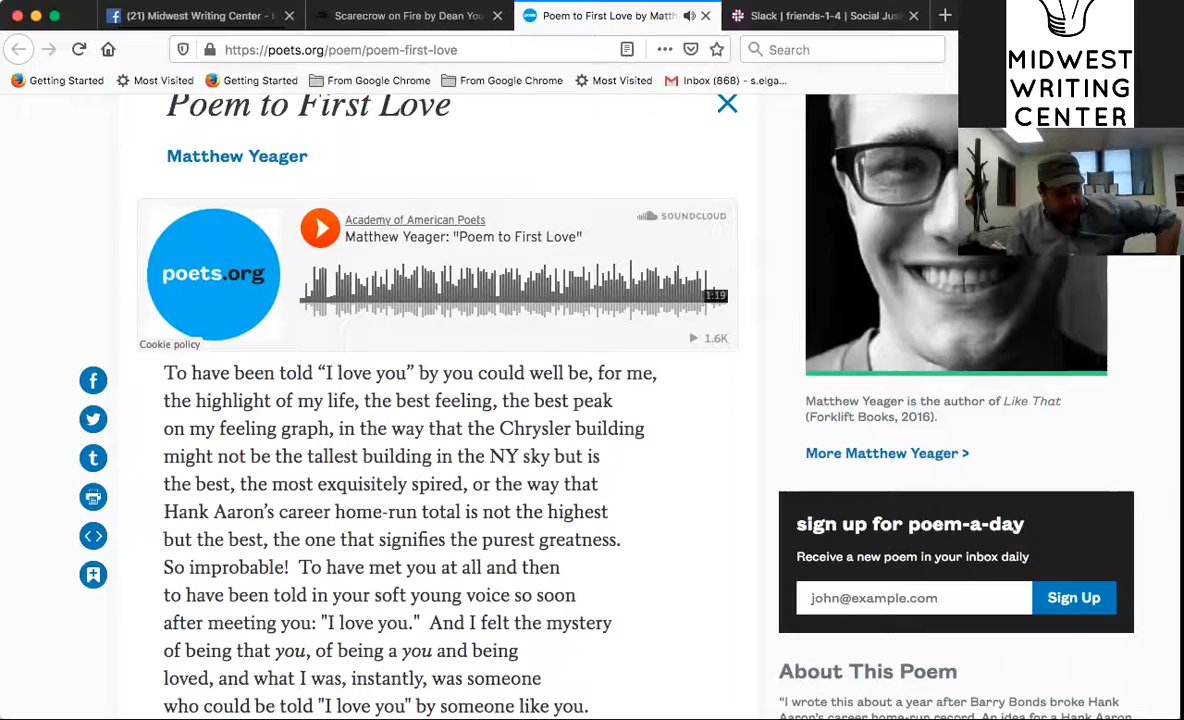 (21) Midwest Writing Center -
Scarecrow on Fire by Dean You
Poem to First Love by Matth
Slack | friends-1-4 | Social Jus
https://poets.org/poem/poem-first-love
Search
Getting Started
Most Visited
Getting Started
From Google Chrome
From Google Chrome
Most Visited
Inbox (868) - s.eiga...
MIDWEST
WRITING
CENTER
Poem to First Love
Matthew Yeager
poets.org
Academy of American Poets
Matthew Yeager: "Poem to First Love"
SOUNDCLOUD
1:19
Cookie policy
1.6K
To have been told “I love you” by you could well be, for me,
the highlight of my life, the best feeling, the best peak
on my feeling graph, in the way that the Chrysler building
might not be the tallest building in the NY sky but is
the best, the most exquisitely spired, or the way that
Hank Aaron’s career home-run total is not the highest
but the best, the one that signifies the purest greatness.
So improbable!  To have met you at all and then
to have been told in your soft young voice so soon
after meeting you: "I love you."  And I felt the mystery
of being that you, of being a you and being
loved, and what I was, instantly, was someone
who could be told "I love you" by someone like you.
Matthew Yeager is the author of Like That
(Forklift Books, 2016).
More Matthew Yeager >
sign up for poem-a-day
Receive a new poem in your inbox daily
john@example.com
Sign Up
About This Poem
“I wrote this about a year after Barry Bonds broke Hank
Aaron's career home-run record. An idea for a Hank Aaron